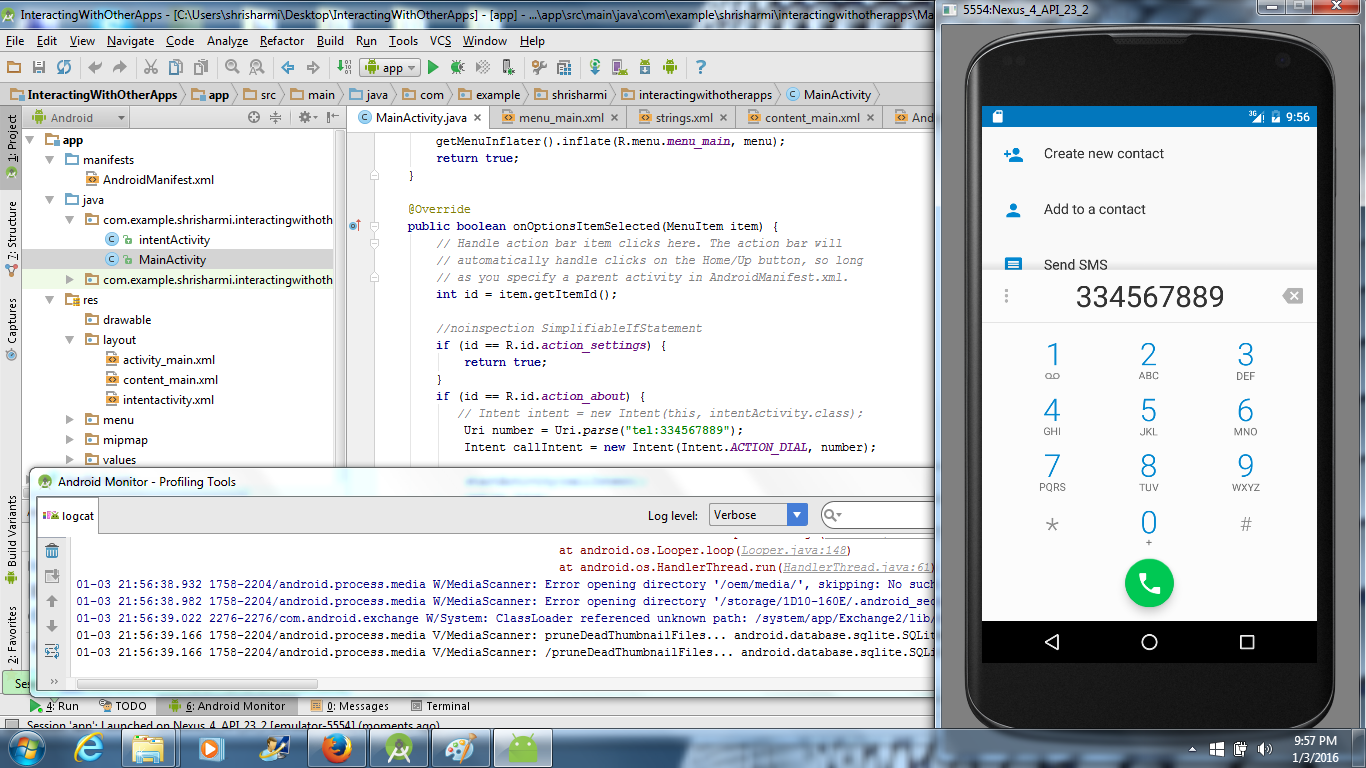 InteractingWithOtherApps - [C:\Users\shrisharmi\Desktop\InteractingWithOtherApps] - [app] - ...\app\src\main\java\com\example\shrisharmi\interactingwithotherapps\Ma
File Edit View Navigate Code Analyze Refactor Build Run Tools VCS Window Help
app
InteractingWithOtherApps app src main java com example shrisharmi interactingwithotherapps MainActivity
1: Project
7: Structure
Captures
Build Variants
2: Favorites
Android
app
manifests
AndroidManifest.xml
java
com.example.shrisharmi.interactingwithoth
intentActivity
MainActivity
com.example.shrisharmi.interactingwithoth
res
drawable
layout
activity_main.xml
content_main.xml
intentactivity.xml
menu
mipmap
values
MainActivity.java menu_main.xml strings.xml content_main.xml And
getMenuInflater().inflate(R.menu.menu_main, menu);
return true;
}
@Override
public boolean onOptionsItemSelected(MenuItem item) {
// Handle action bar item clicks here. The action bar will
// automatically handle clicks on the Home/Up button, so long
// as you specify a parent activity in AndroidManifest.xml.
int id = item.getItemId();
//noinspection SimplifiableIfStatement
if (id == R.id.action_settings) {
return true;
}
if (id == R.id.action_about) {
// Intent intent = new Intent(this, intentActivity.class);
Uri number = Uri.parse("tel:334567889");
Intent callIntent = new Intent(Intent.ACTION_DIAL, number);
Android Monitor - Profiling Tools
logcat
Log level: Verbose
at android.os.Looper.loop(Looper.java:148)
at android.os.HandlerThread.run(HandlerThread.java:61)
01-03 21:56:38.932 1758-2204/android.process.media W/MediaScanner: Error opening directory '/oem/media/', skipping: No such
01-03 21:56:38.982 1758-2204/android.process.media W/MediaScanner: Error opening directory '/storage/1D10-160E/.android_sec
01-03 21:56:39.022 2276-2276/com.android.exchange W/System: ClassLoader referenced unknown path: /system/app/Exchange2/lib/
01-03 21:56:39.166 1758-2204/android.process.media V/MediaScanner: pruneDeadThumbnailFiles... android.database.sqlite.SQLit
01-03 21:56:39.166 1758-2204/android.process.media V/MediaScanner: /pruneDeadThumbnailFiles... android.database.sqlite.SQLi
Ses
4: Run TODO 6: Android Monitor 0: Messages Terminal
Session 'app': Launched on Nexus_4_API_23_2 [emulator-5554] (moments ago)
5554:Nexus_4_API_23_2
3G 9:56
Create new contact
Add to a contact
Send SMS
334567889
1 2 3
ABC DEF
4 5 6
GHI JKL MNO
7 8 9
PQRS TUV WXYZ
* 0 #
+
9:57 PM
1/3/2016